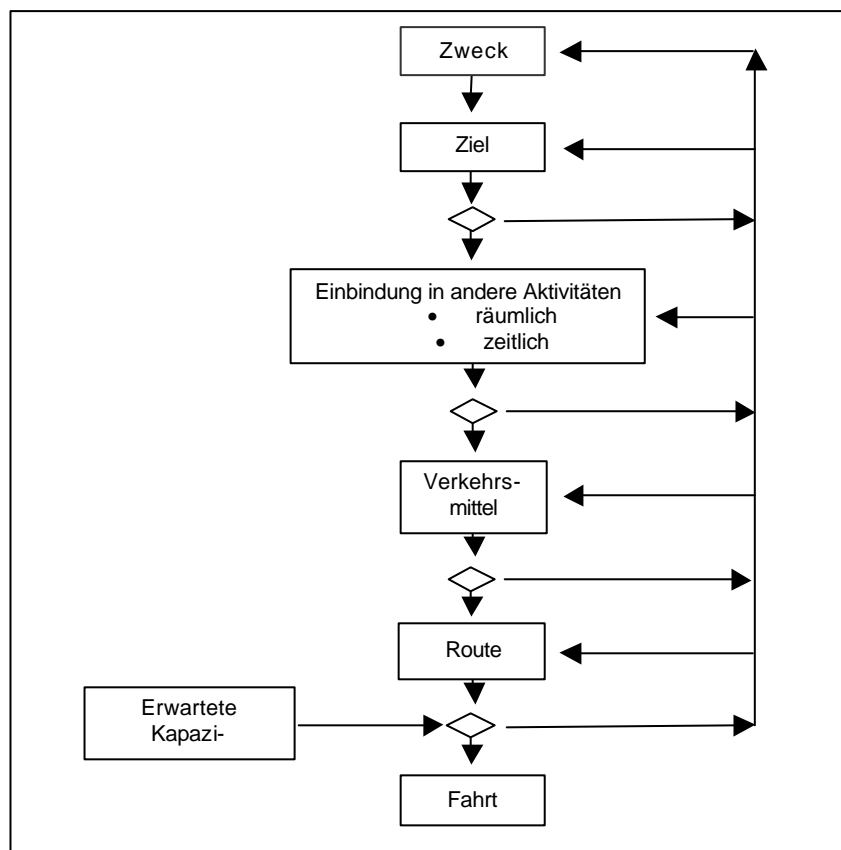 Zweck
Ziel
Einbindung in andere Aktivitäten
• räumlich
• zeitlich
Verkehrs-
mittel
Route
Erwartete
Kapazi-
Fahrt